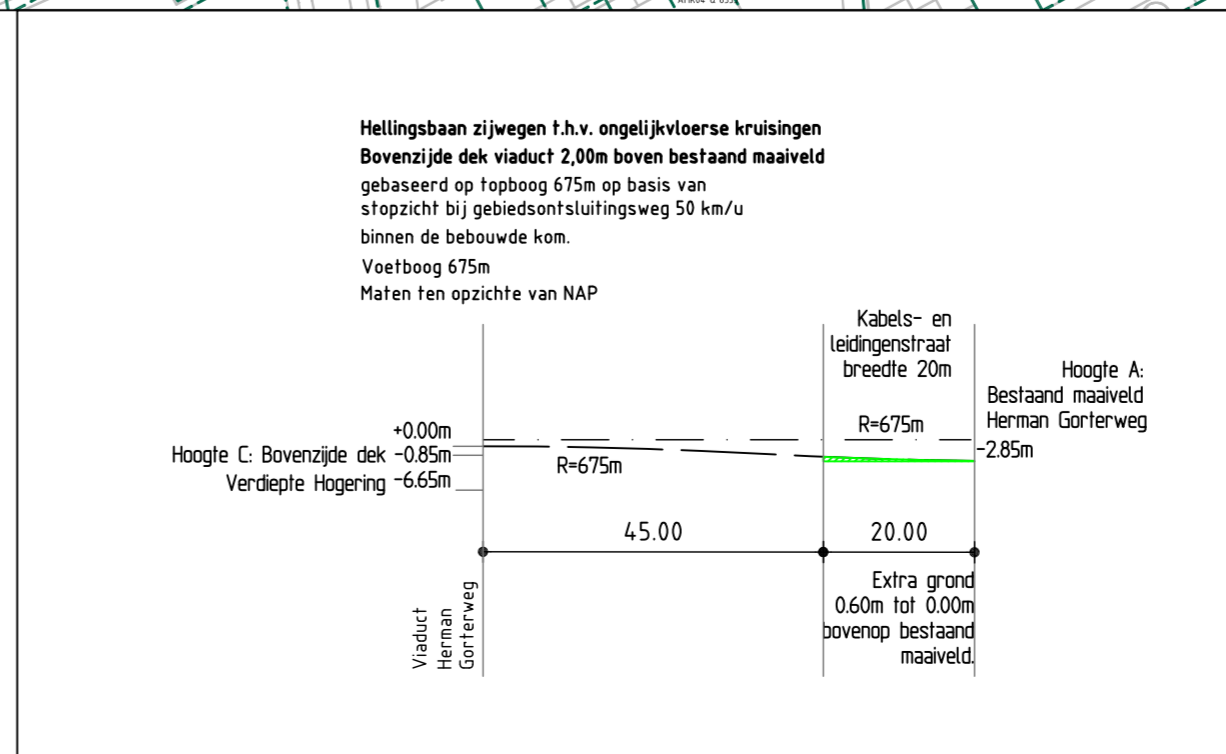 Hellingsbaan zijwegen t.h.v. ongelijkvloerse kruisingen
Bovenzijde dek viaduct 2,00m boven bestaand maaiveld
gebaseerd op topboog 675m op basis van
stopzicht bij gebiedsontsluitingsweg 50 km/u
binnen de bebouwde kom.
Voetboog 675m
Maten ten opzichte van NAP
Kabels- en
leidingenstraat
breedte 20m
Hoogte A:
Bestaand maaiveld
Herman Gorterweg
-2.85m
+0.00m
Hoogte C: Bovenzijde dek -0.85m
Verdiepte Hogering -6.65m
R=675m
R=675m
45.00
20.00
Extra grond
0.60m tot 0.00m
bovenop bestaand
maaiveld.
Viaduct
Herman
Gorterweg